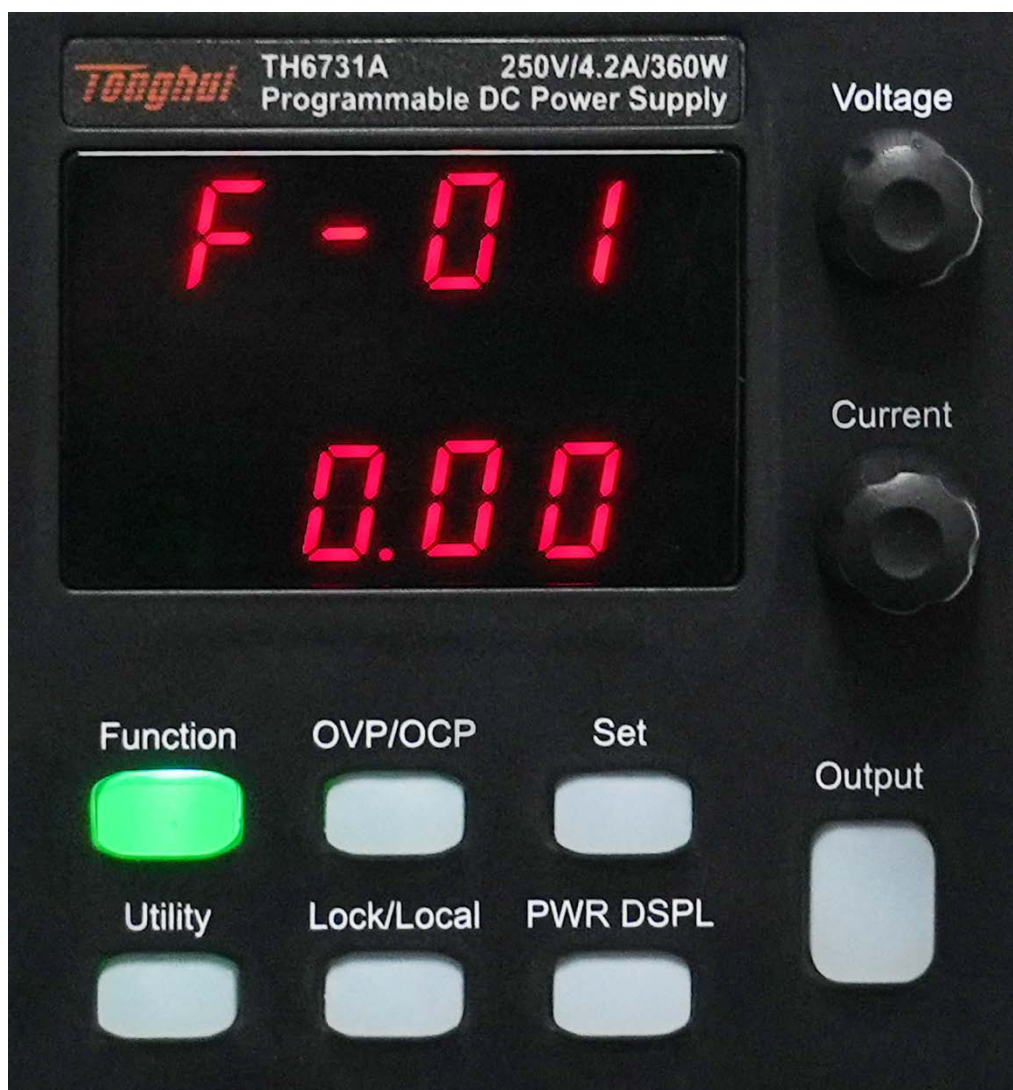 Tonghui
TH6731A 250V/4.2A/360W
Programmable DC Power Supply
Voltage
F-01
0.00
Current
Function OVP/OCP Set
Output
Utility Lock/Local PWR DSPL